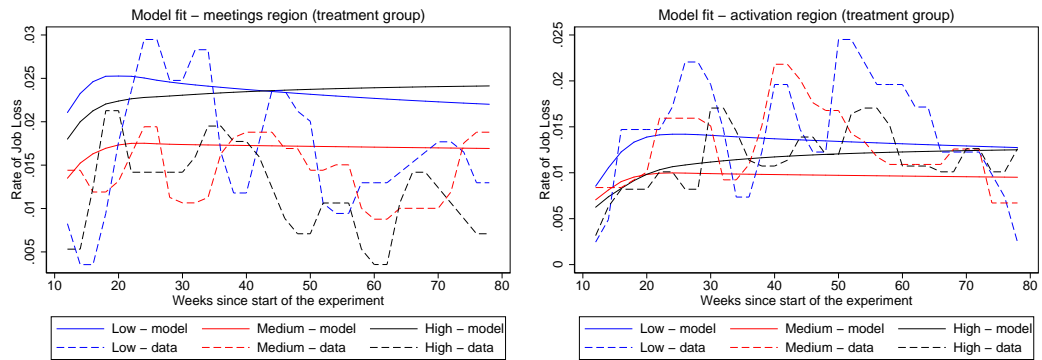 Model fit − meetings region (treatment group)
Rate of Job Loss
.005 .01 .015 .02 .025 .03
10 20 30 40 50 60 70 80
Weeks since start of the experiment
Low − model Medium − model High − model
Low − data Medium − data High − data
Model fit − activation region (treatment group)
Rate of Job Loss
0 .005 .01 .015 .02 .025
10 20 30 40 50 60 70 80
Weeks since start of the experiment
Low − model Medium − model High − model
Low − data Medium − data High − data